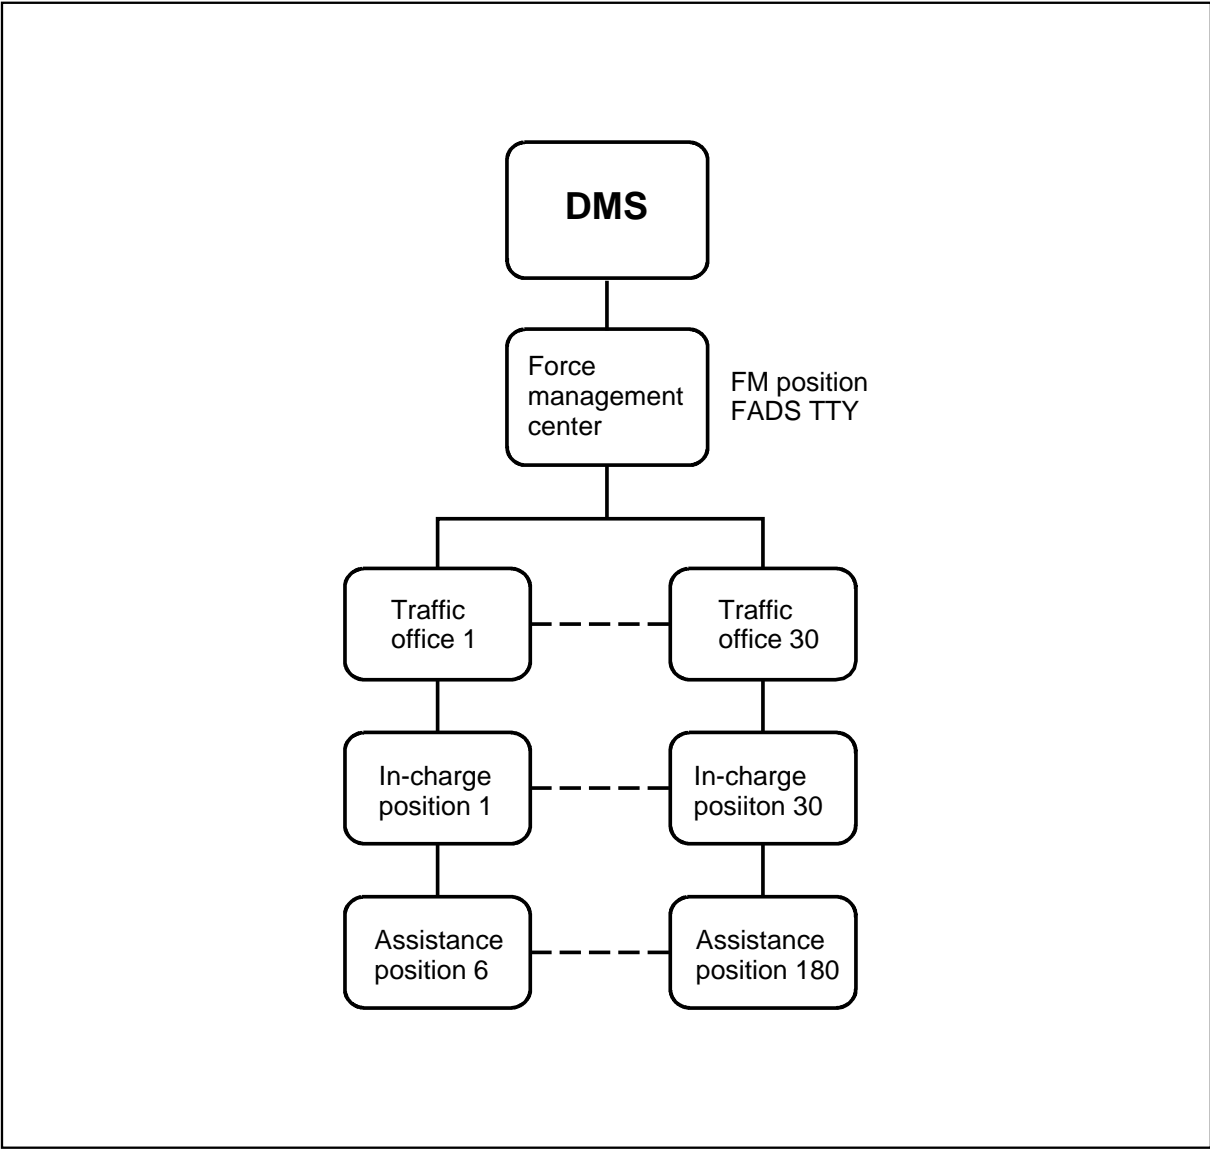 DMS
Force
management
center
FM position
FADS TTY
Traffic
office 1
Traffic
office 30
In-charge
position 1
In-charge
posiiton 30
Assistance
position 6
Assistance
position 180